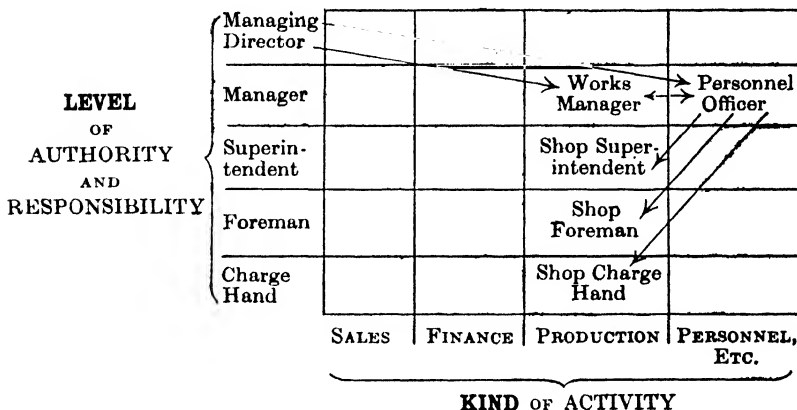 LEVEL
OF
AUTHORITY
AND
RESPONSIBILITY
Managing
Director
Manager
Works
Manager
Personnel
Officer
Superin-
tendent
Shop Super-
intendent
Foreman
Shop
Foreman
Charge
Hand
Shop Charge
Hand
SALES
FINANCE
PRODUCTION
PERSONNEL,
ETC.
KIND OF ACTIVITY